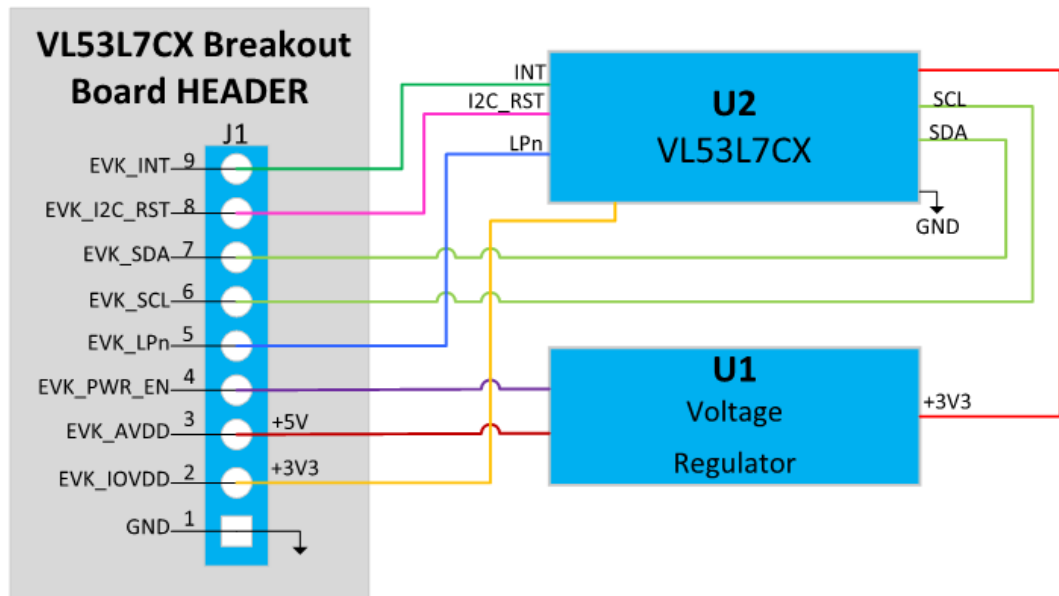 VL53L7CX Breakout
Board HEADER
J1
EVK_INT 9
EVK_I2C_RST 8
EVK_SDA 7
EVK_SCL 6
EVK_LPn 5
EVK_PWR_EN 4
EVK_AVDD 3 +5V
EVK_IOVDD 2 +3V3
GND 1
INT
I2C_RST
LPn
U2
VL53L7CX
SCL
SDA
GND
U1
Voltage
Regulator
+3V3